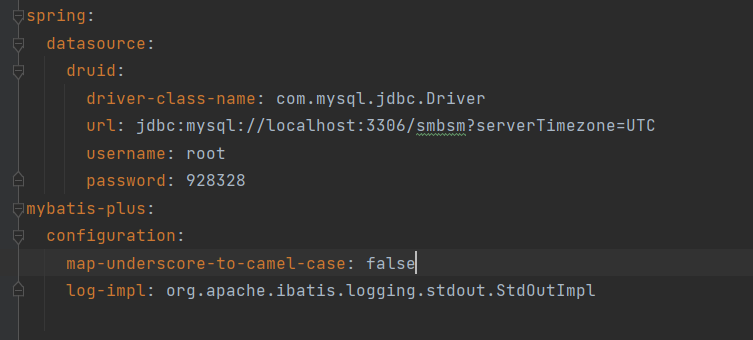 spring:
  datasource:
    druid:
      driver-class-name: com.mysql.jdbc.Driver
      url: jdbc:mysql://localhost:3306/smbsm?serverTimezone=UTC
      username: root
      password: 928328
mybatis-plus:
  configuration:
    map-underscore-to-camel-case: false
    log-impl: org.apache.ibatis.logging.stdout.StdOutImpl